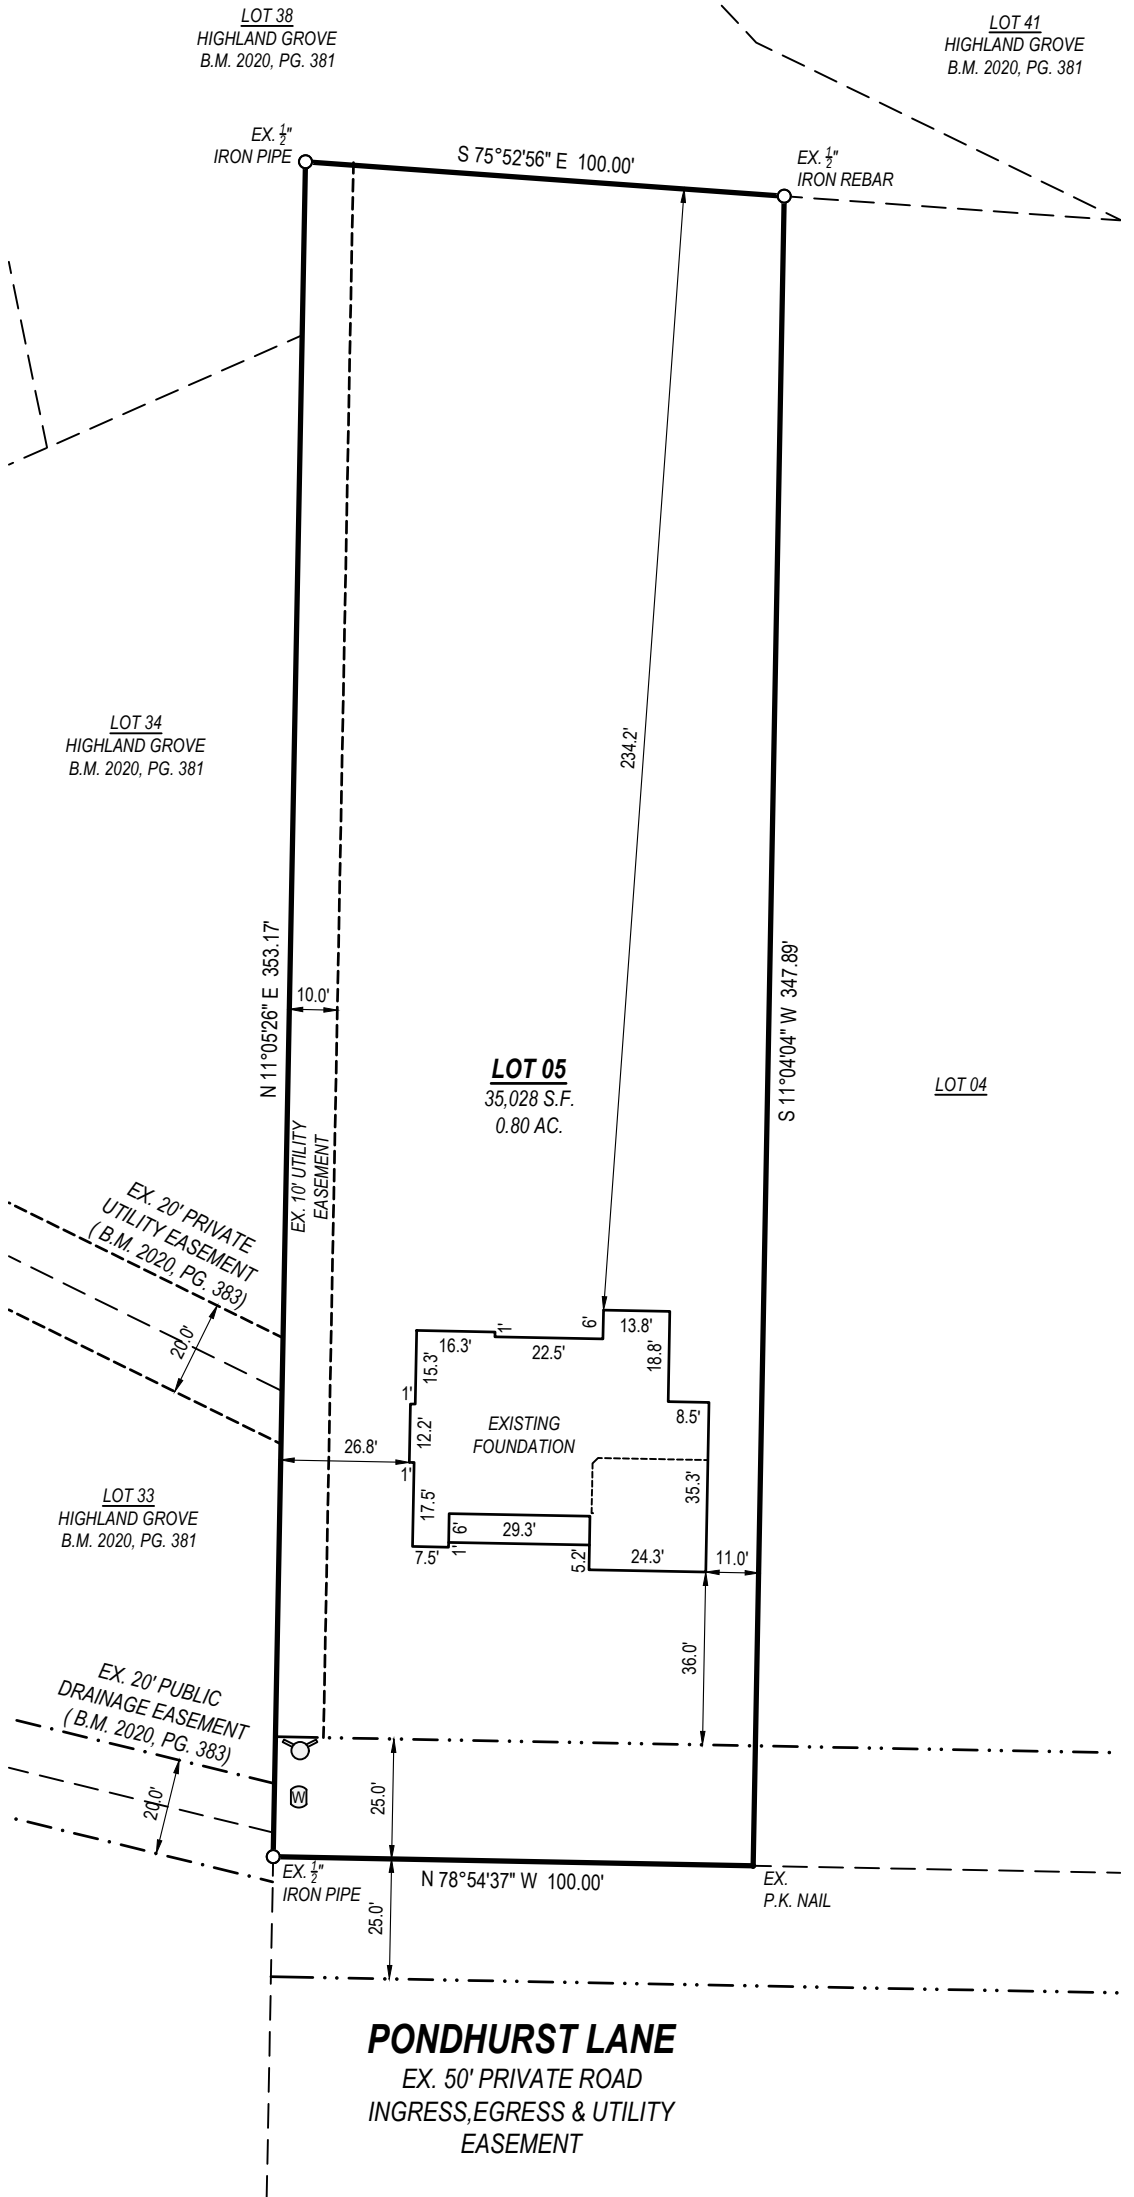 LOT 38
HIGHLAND GROVE
B.M. 2020, PG. 381
LOT 41
HIGHLAND GROVE
B.M. 2020, PG. 381
EX. ½"
IRON PIPE
S 75°52'56" E 100.00'
EX. ½"
IRON REBAR
234.2'
LOT 34
HIGHLAND GROVE
B.M. 2020, PG. 381
N 11°05'26" E 353.17'
10.0'
S 11°04'04" W 347.89'
LOT 05
35,028 S.F.
0.80 AC.
LOT 04
EX. 10' UTILITY
EASEMENT
EX. 20' PRIVATE
UTILITY EASEMENT
( B.M. 2020, PG. 383)
20.0'
16.3'
1'
22.5'
6'
13.8'
18.8'
15.3'
1'
8.5'
12.2'
EXISTING
FOUNDATION
26.8'
1'
35.3'
17.5'
6'
29.3'
7.5'
1'
5.2'
24.3'
11.0'
LOT 33
HIGHLAND GROVE
B.M. 2020, PG. 381
36.0'
EX. 20' PUBLIC
DRAINAGE EASEMENT
( B.M. 2020, PG. 383)
20.0'
W
25.0'
EX. ½"
IRON PIPE
N 78°54'37" W 100.00'
EX.
P.K. NAIL
25.0'
PONDHURST LANE
EX. 50' PRIVATE ROAD
INGRESS,EGRESS & UTILITY
EASEMENT